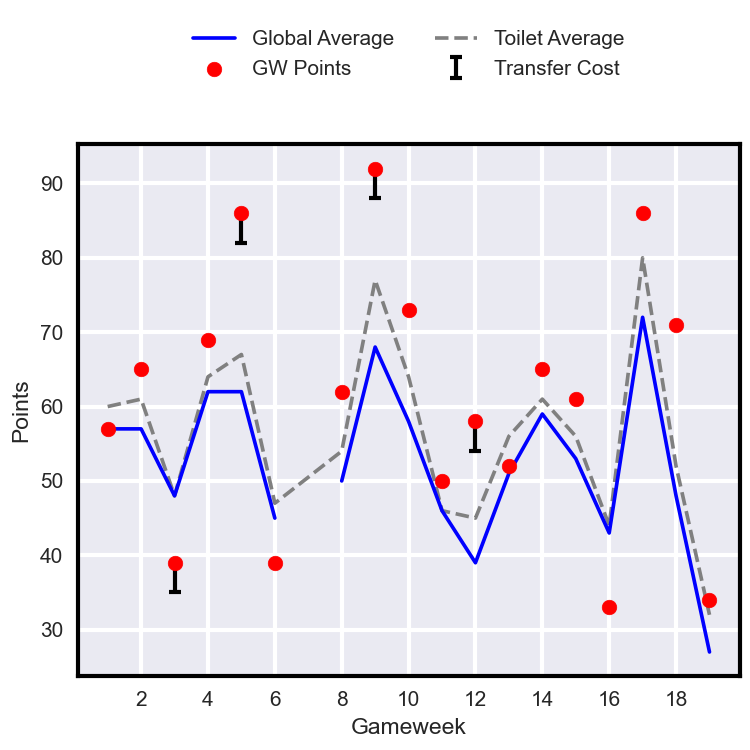 Global Average
Toilet Average
GW Points
Transfer Cost
90
80
70
60
50
40
30
Points
2 4 6 8 10 12 14 16 18
Gameweek